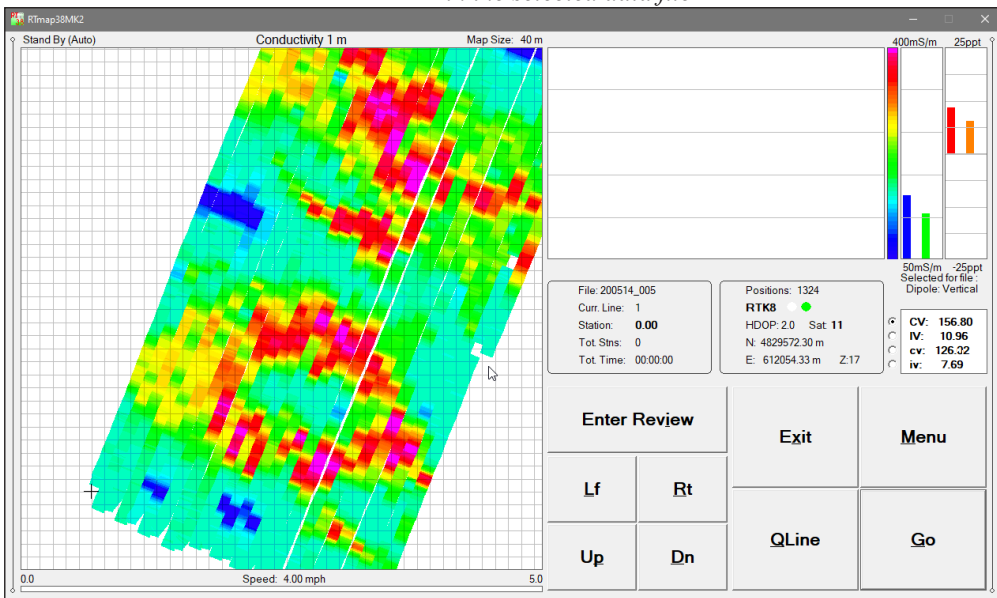 RTmap38MK2
Stand By (Auto) Conductivity 1 m Map Size: 40 m
400mS/m 25ppt
50mS/m -25ppt
Selected for file :
Dipole: Vertical
File: 200514_005
Curr. Line: 1
Station: 0.00
Tot. Stns: 0
Tot. Time: 00:00:00
Positions: 1324
RTK8
HDOP: 2.0 Sat: 11
N: 4829572.30 m
E: 612054.33 m Z:17
CV: 156.80
IV: 10.96
cv: 126.02
iv: 7.69
Enter Review
Exit
Menu
Lf
Rt
Up
Dn
QLine
Go
0.0 Speed: 4.00 mph 5.0